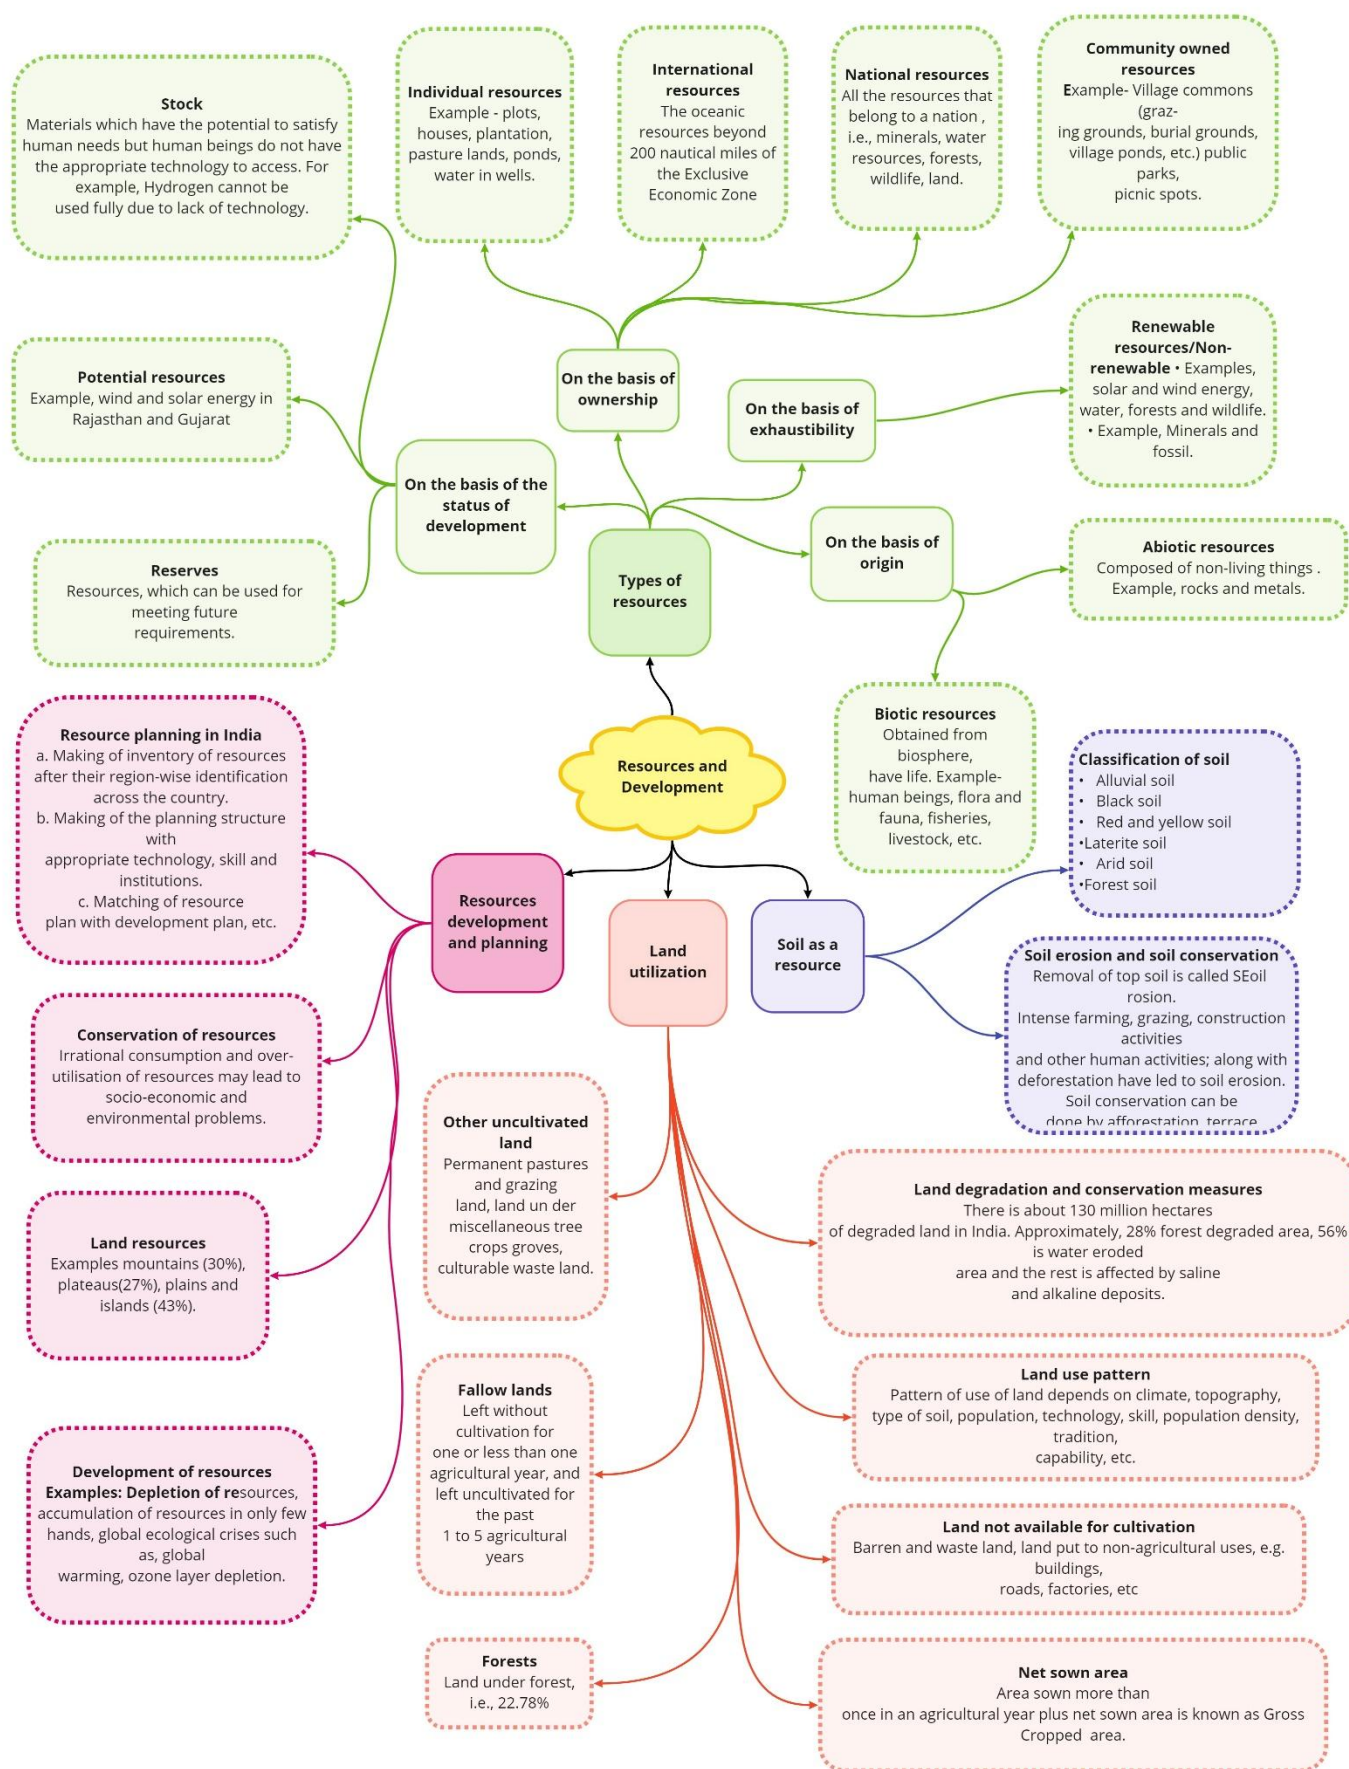 Stock
Materials which have the potential to satisfy
human needs but human beings do not have
the appropriate technology to access. For
example, Hydrogen cannot be
used fully due to lack of technology.
Individual resources
Example - plots,
houses, plantation,
pasture lands, ponds,
water in wells.
International
resources
The oceanic
resources beyond
200 nautical miles of
the Exclusive
Economic Zone
National resources
All the resources that
belong to a nation ,
i.e., minerals, water
resources, forests,
wildlife, land.
Community owned
resources
Example- Village commons
(graz-
ing grounds, burial grounds,
village ponds, etc.) public
parks,
picnic spots.
Potential resources
Example, wind and solar energy in
Rajasthan and Gujarat
On the basis of
ownership
On the basis of
exhaustibility
Renewable
resources/Non-
renewable • Examples,
solar and wind energy,
water, forests and wildlife.
• Example, Minerals and
fossil.
On the basis of the
status of
development
Reserves
Resources, which can be used for
meeting future
requirements.
Types of
resources
On the basis of
origin
Abiotic resources
Composed of non-living things .
Example, rocks and metals.
Biotic resources
Obtained from
biosphere,
have life. Example-
human beings, flora and
fauna, fisheries,
livestock, etc.
Resources and
Development
Resource planning in India
a. Making of inventory of resources
after their region-wise identification
across the country.
b. Making of the planning structure
with
appropriate technology, skill and
institutions.
c. Matching of resource
plan with development plan, etc.
Resources
development
and planning
Land
utilization
Soil as a
resource
Classification of soil
• Alluvial soil
• Black soil
• Red and yellow soil
•Laterite soil
• Arid soil
•Forest soil
Soil erosion and soil conservation
Removal of top soil is called SEoil
rosion.
Intense farming, grazing, construction
activities
and other human activities; along with
deforestation have led to soil erosion.
Soil conservation can be
done by afforestation, terrace
Conservation of resources
Irrational consumption and over-
utilisation of resources may lead to
socio-economic and
environmental problems.
Land resources
Examples mountains (30%),
plateaus(27%), plains and
islands (43%).
Development of resources
Examples: Depletion of resources,
accumulation of resources in only few
hands, global ecological crises such
as, global
warming, ozone layer depletion.
Other uncultivated
land
Permanent pastures
and grazing
land, land un der
miscellaneous tree
crops groves,
culturable waste land.
Fallow lands
Left without
cultivation for
one or less than one
agricultural year, and
left uncultivated for
the past
1 to 5 agricultural
years
Forests
Land under forest,
i.e., 22.78%
Land degradation and conservation measures
There is about 130 million hectares
of degraded land in India. Approximately, 28% forest degraded area, 56%
is water eroded
area and the rest is affected by saline
and alkaline deposits.
Land use pattern
Pattern of use of land depends on climate, topography,
type of soil, population, technology, skill, population density,
tradition,
capability, etc.
Land not available for cultivation
Barren and waste land, land put to non-agricultural uses, e.g.
buildings,
roads, factories, etc
Net sown area
Area sown more than
once in an agricultural year plus net sown area is known as Gross
Cropped area.